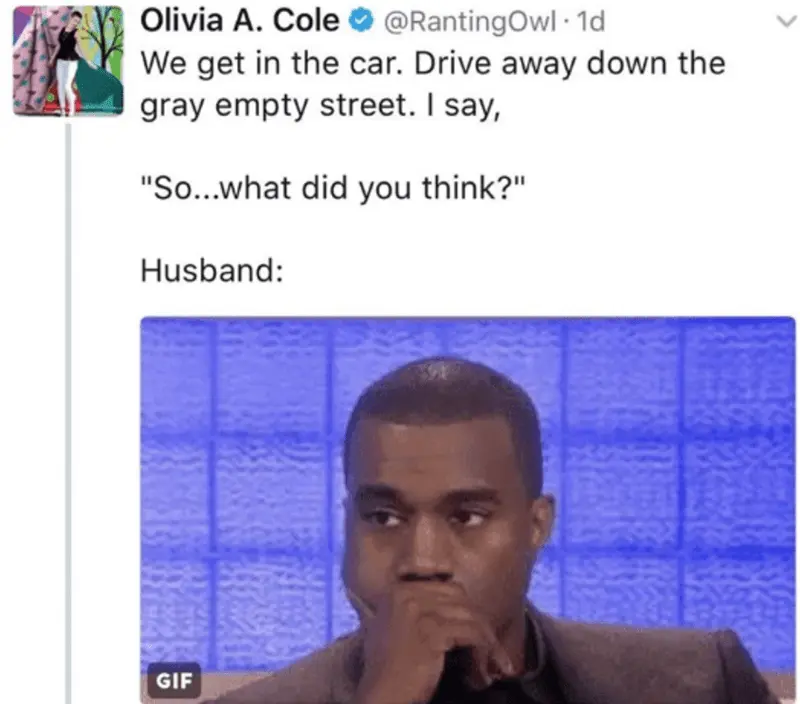 Olivia A. Cole @RantingOwl · 1d
We get in the car. Drive away down the
gray empty street. I say,
"So...what did you think?"
Husband:
GIF